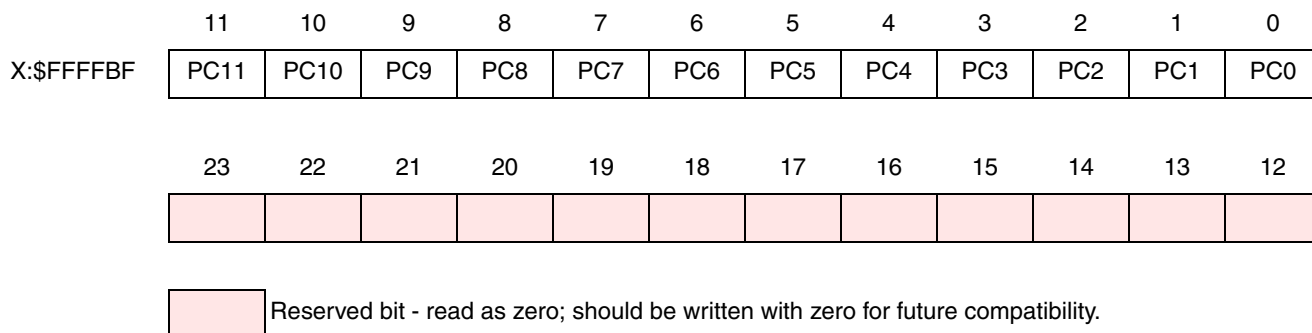 11 10 9 8 7 6 5 4 3 2 1 0
X:$FFFFBF PC11 PC10 PC9 PC8 PC7 PC6 PC5 PC4 PC3 PC2 PC1 PC0
23 22 21 20 19 18 17 16 15 14 13 12
Reserved bit - read as zero; should be written with zero for future compatibility.